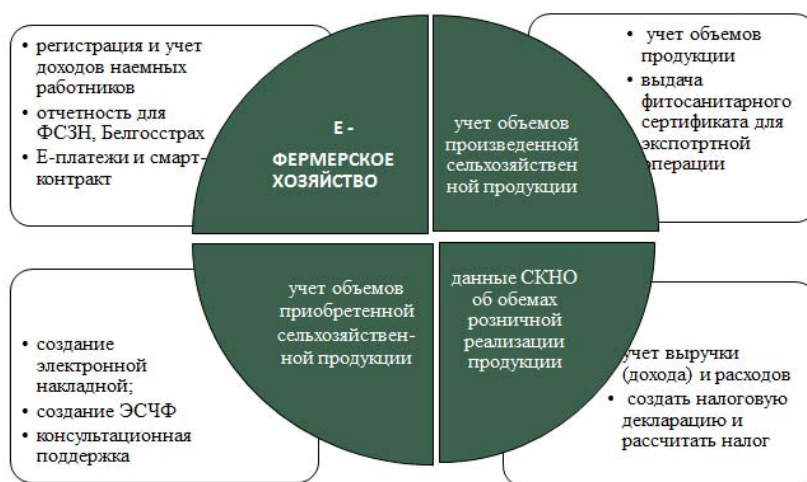 • регистрация и учет
доходов наемных
работников
• отчетность для
ФСЗН, Белгосстрах
• Е-платежи и смарт-
контракт
Е -
ФЕРМЕРСКОЕ
ХОЗЯЙСТВО
учет объемов
произведенной
сельхозяйствен
ной продукции
• учет объемов
продукции
• выдача
фитосанитарного
сертификата для
экспотртной
операции
• создание
электронной
накладной;
• создание ЭСЧФ
• консультационная
поддержка
учет объемов
приобретенной
сельхозяйствен-
ной продукции
данные СКНО
об обемах
розничной
реализации
продукции
учет выручки
(дохода) и расходов
• создать налоговую
декларацию и
рассчитать налог